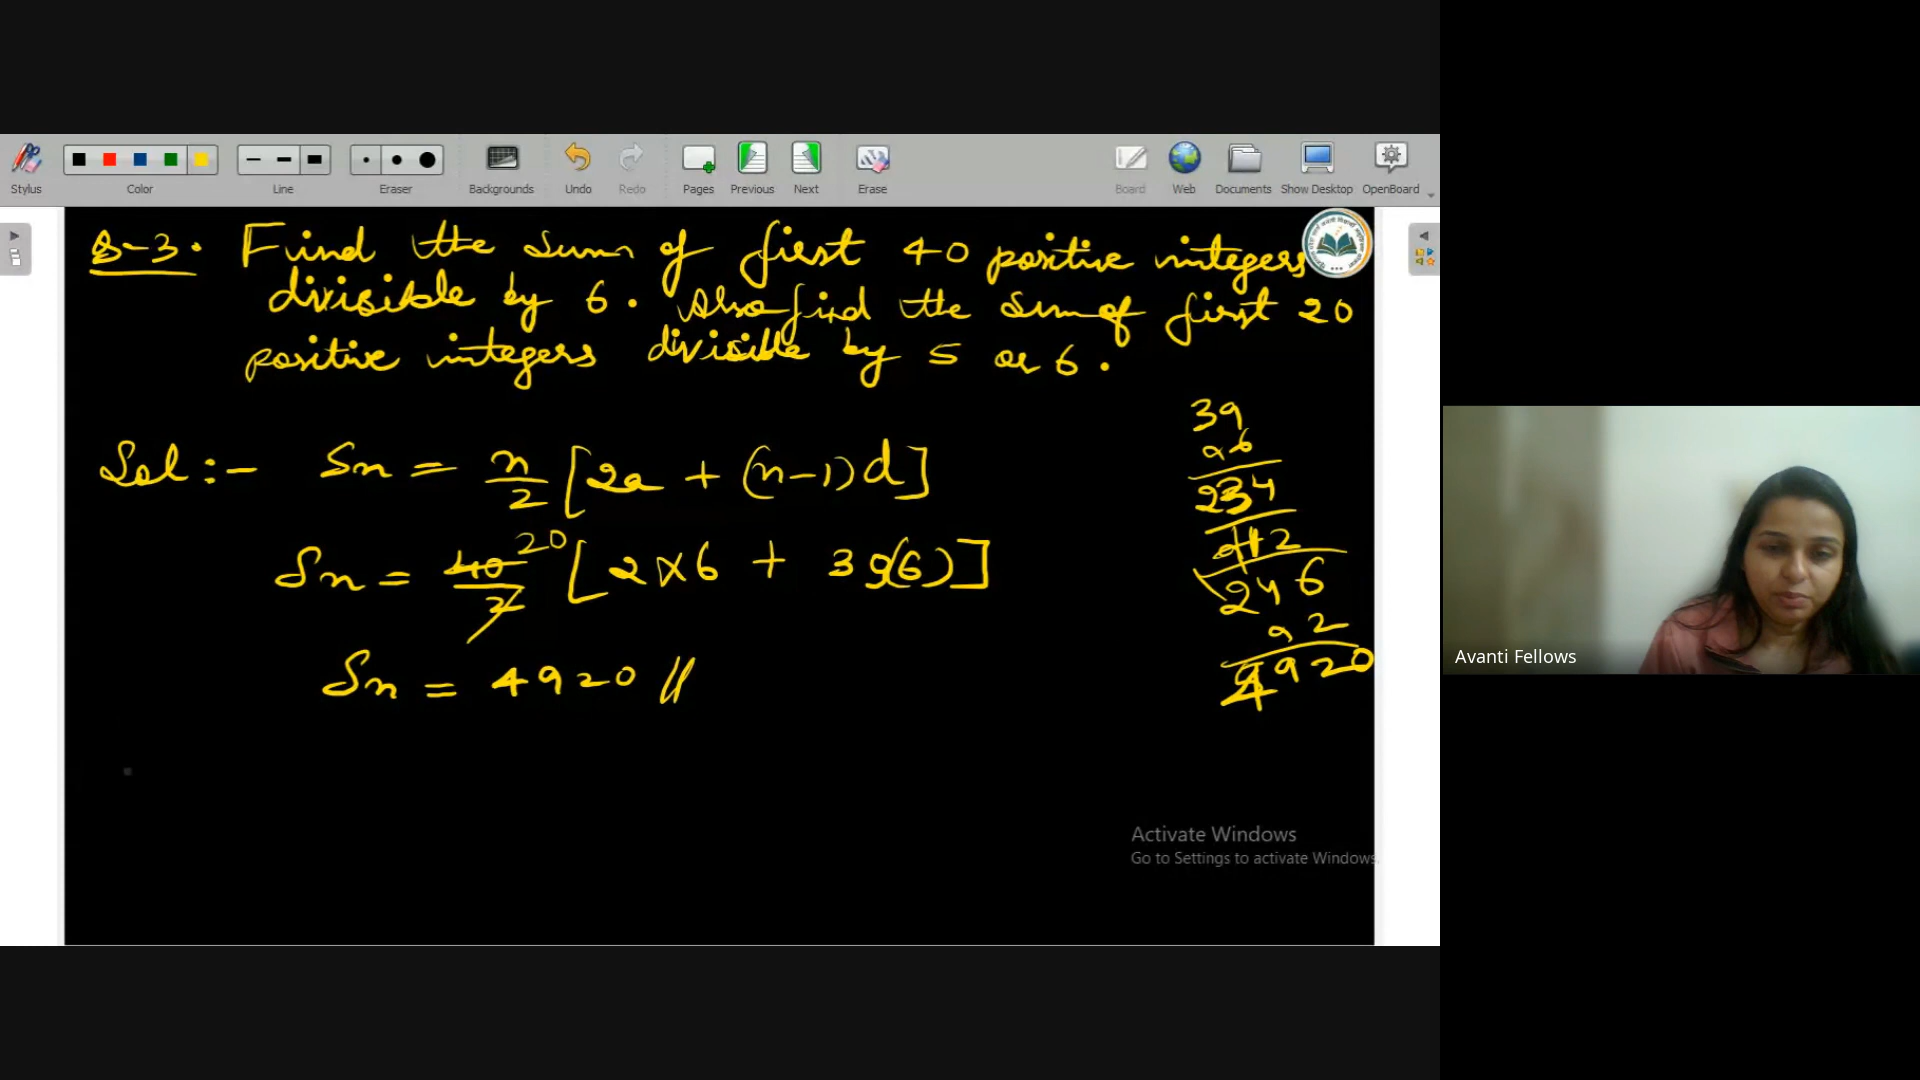 Stylus Color Line Eraser Backgrounds Undo Redo Pages Previous Next Erase Board Web Documents Show Desktop OpenBoard
Q-3. Find the sum of first 40 positive integers
divisible by 6. Also find the sum of first 20
positive integers divisible by 5 or 6.
Sol :- Sn = n/2 [2a + (n-1)d]
Sn = 40/2 20 [2×6 + 39(6)]
Sn = 4920 //
39
×6
234
+12
246
×2
4920
Avanti Fellows
Activate Windows
Go to Settings to activate Windows.